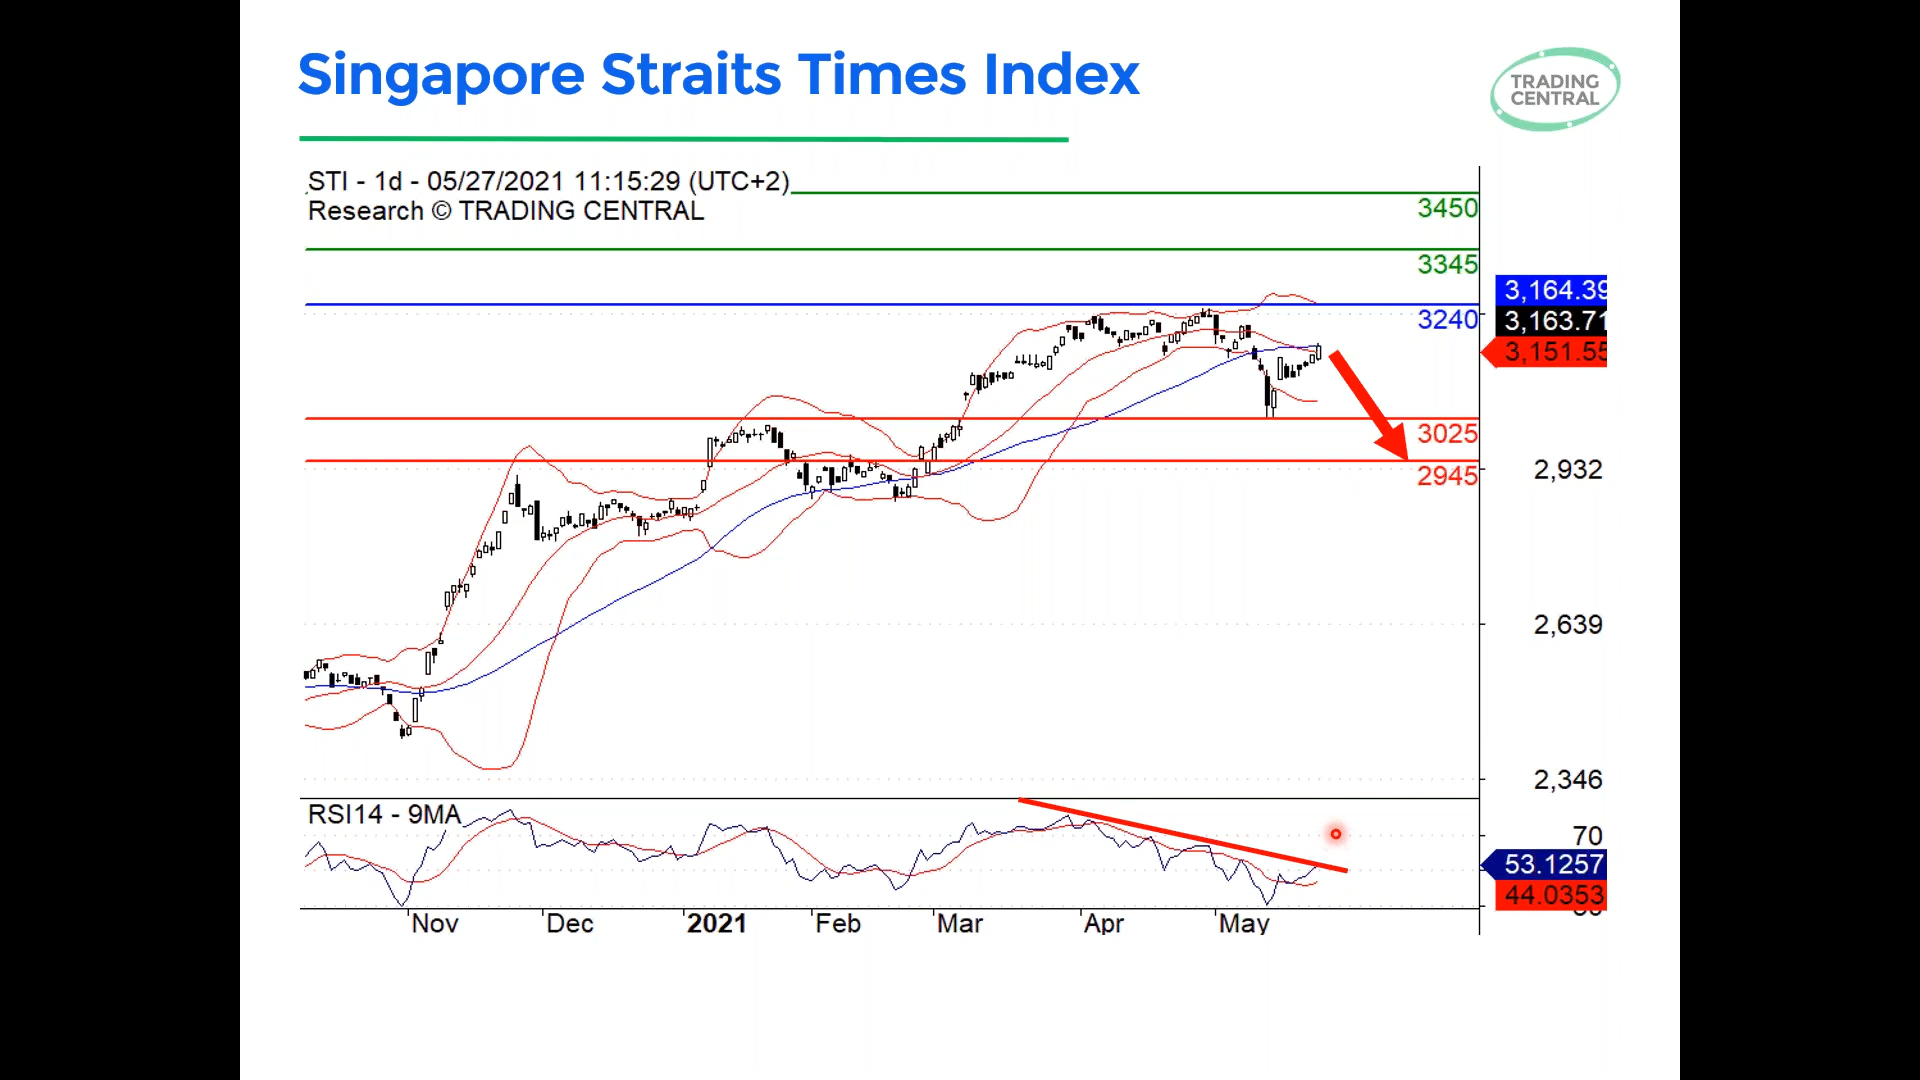 Singapore Straits Times Index
TRADING
CENTRAL
STI - 1d - 05/27/2021 11:15:29 (UTC+2)
Research © TRADING CENTRAL
3450
3345
3240
3,164.39
3,163.71
3,151.55
3025
2945
2,932
2,639
2,346
RSI14 - 9MA
70
53.1257
44.0353
Nov Dec 2021 Feb Mar Apr May